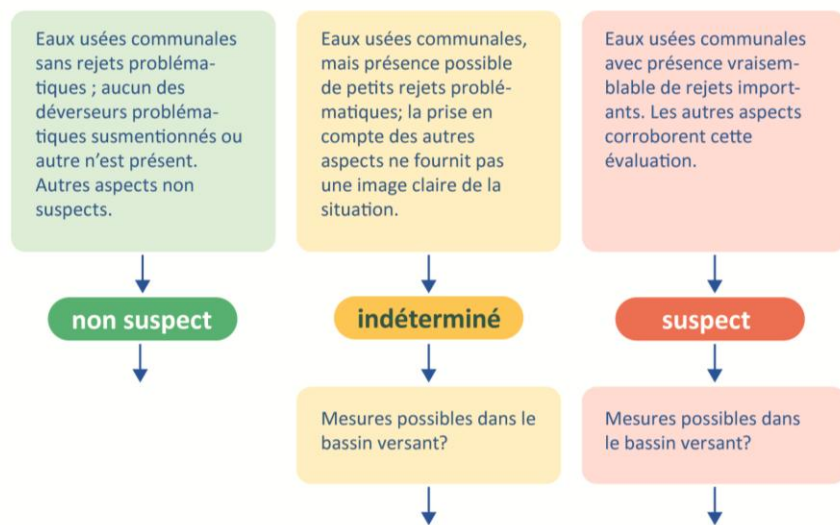 Eaux usées communales
sans rejets probléma-
tiques ; aucun des
déverseurs probléma-
tiques susmentionnés ou
autre n'est présent.
Autres aspects non
suspects.
Eaux usées communales,
mais présence possible
de petits rejets problé-
matiques; la prise en
compte des autres
aspects ne fournit pas
une image claire de la
situation.
Eaux usées communales
avec présence vraisem-
blable de rejets import-
ants. Les autres aspects
corroborent cette
évaluation.
non suspect
indéterminé
suspect
Mesures possibles dans le
bassin versant?
Mesures possibles dans
le bassin versant?